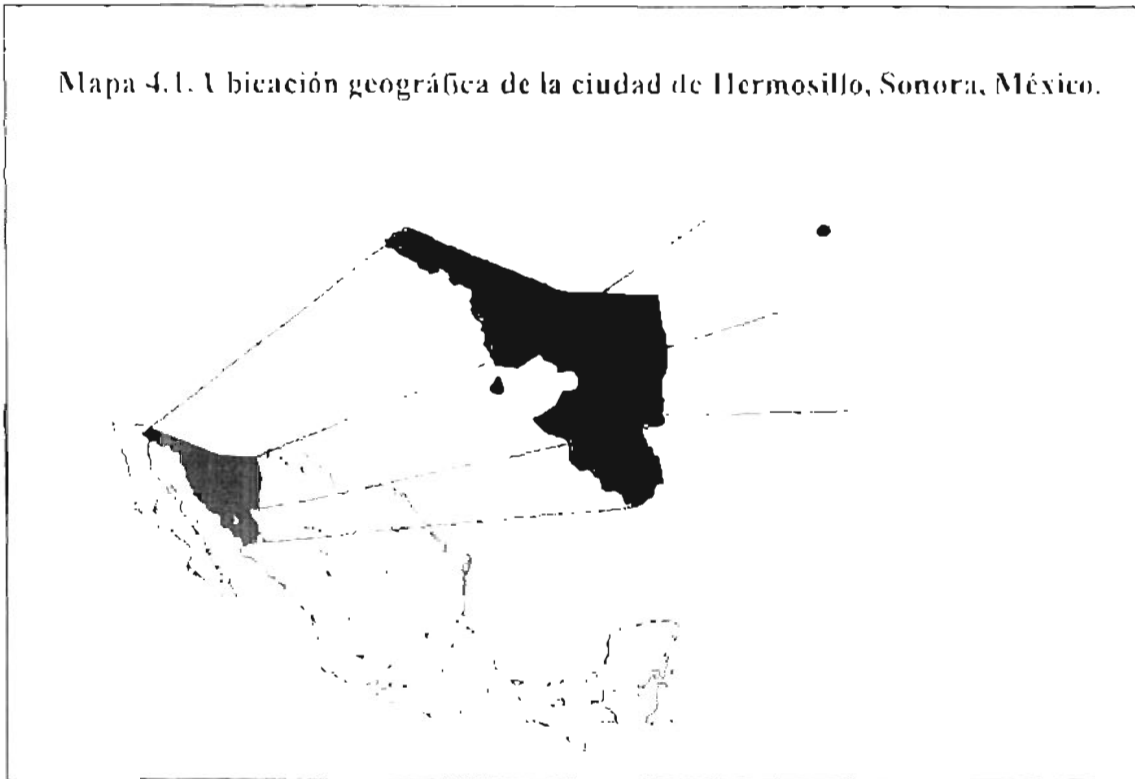 Mapa 4.1. Ubicación geográfica de la ciudad de Hermosillo, Sonora, México.